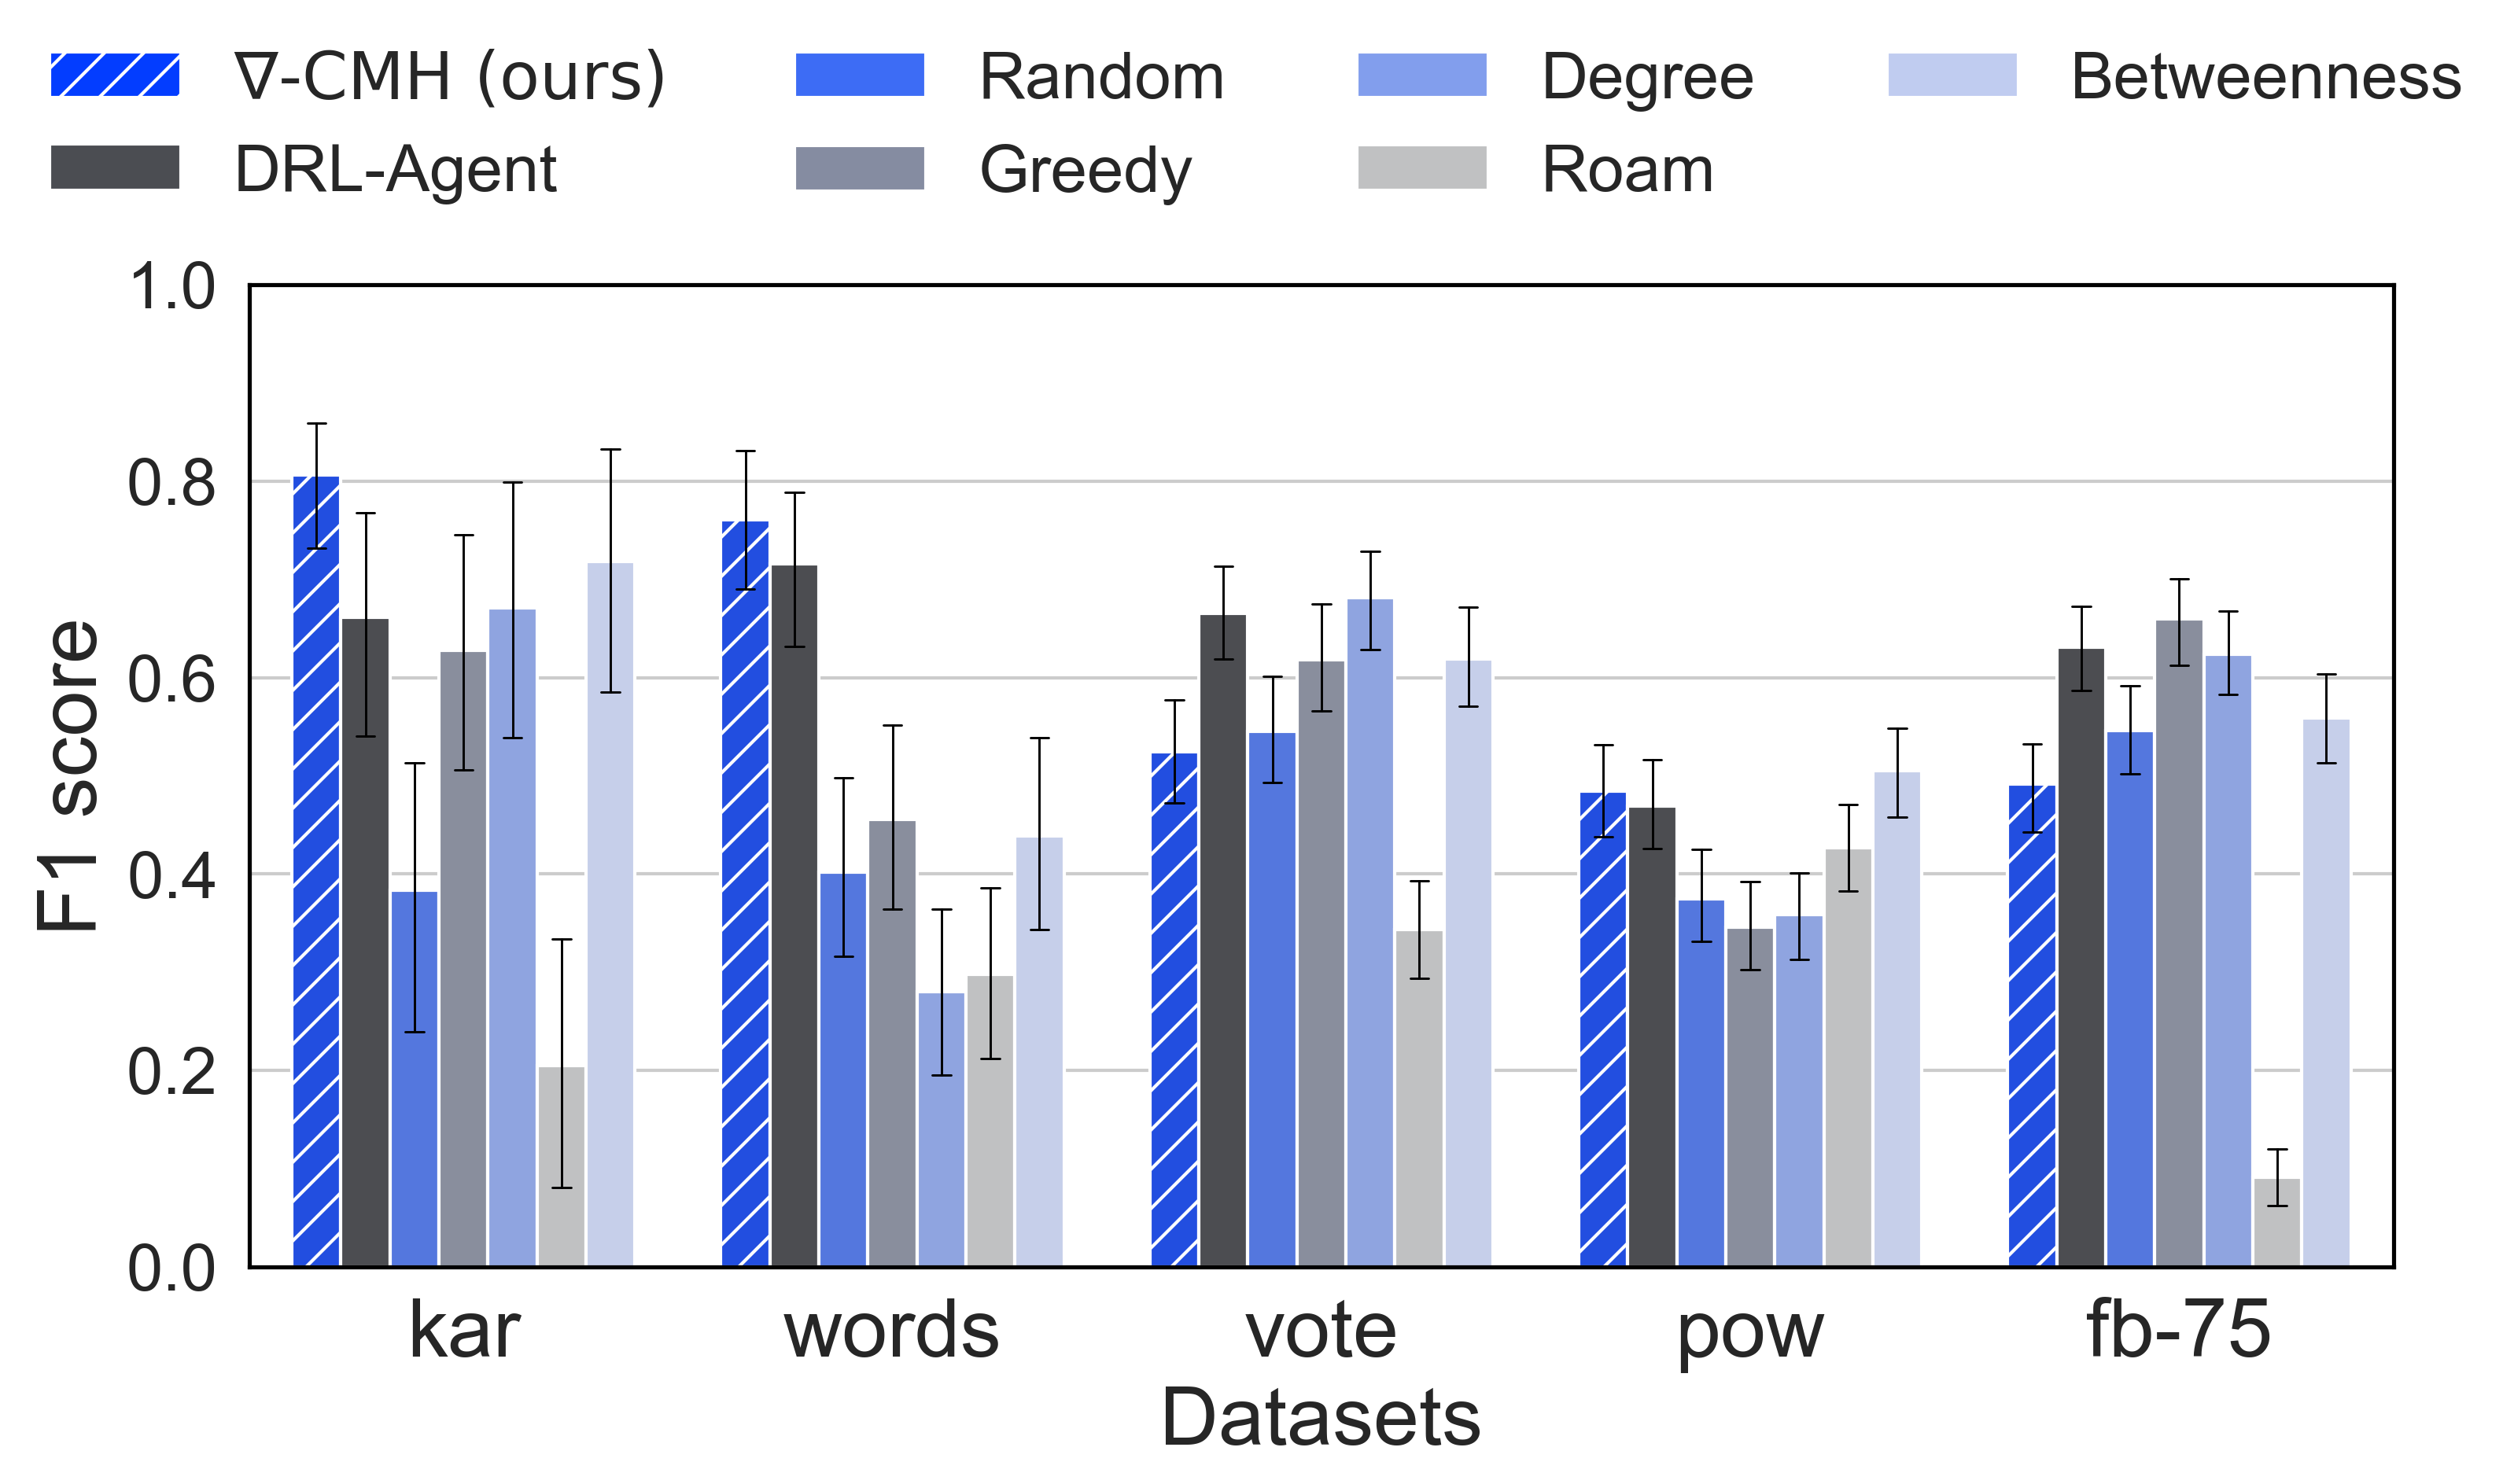 ∇-CMH (ours) Random Degree Betweenness
DRL-Agent Greedy Roam
1.0
0.8
0.6
0.4
0.2
0.0
F1 score
kar words vote pow fb-75
Datasets